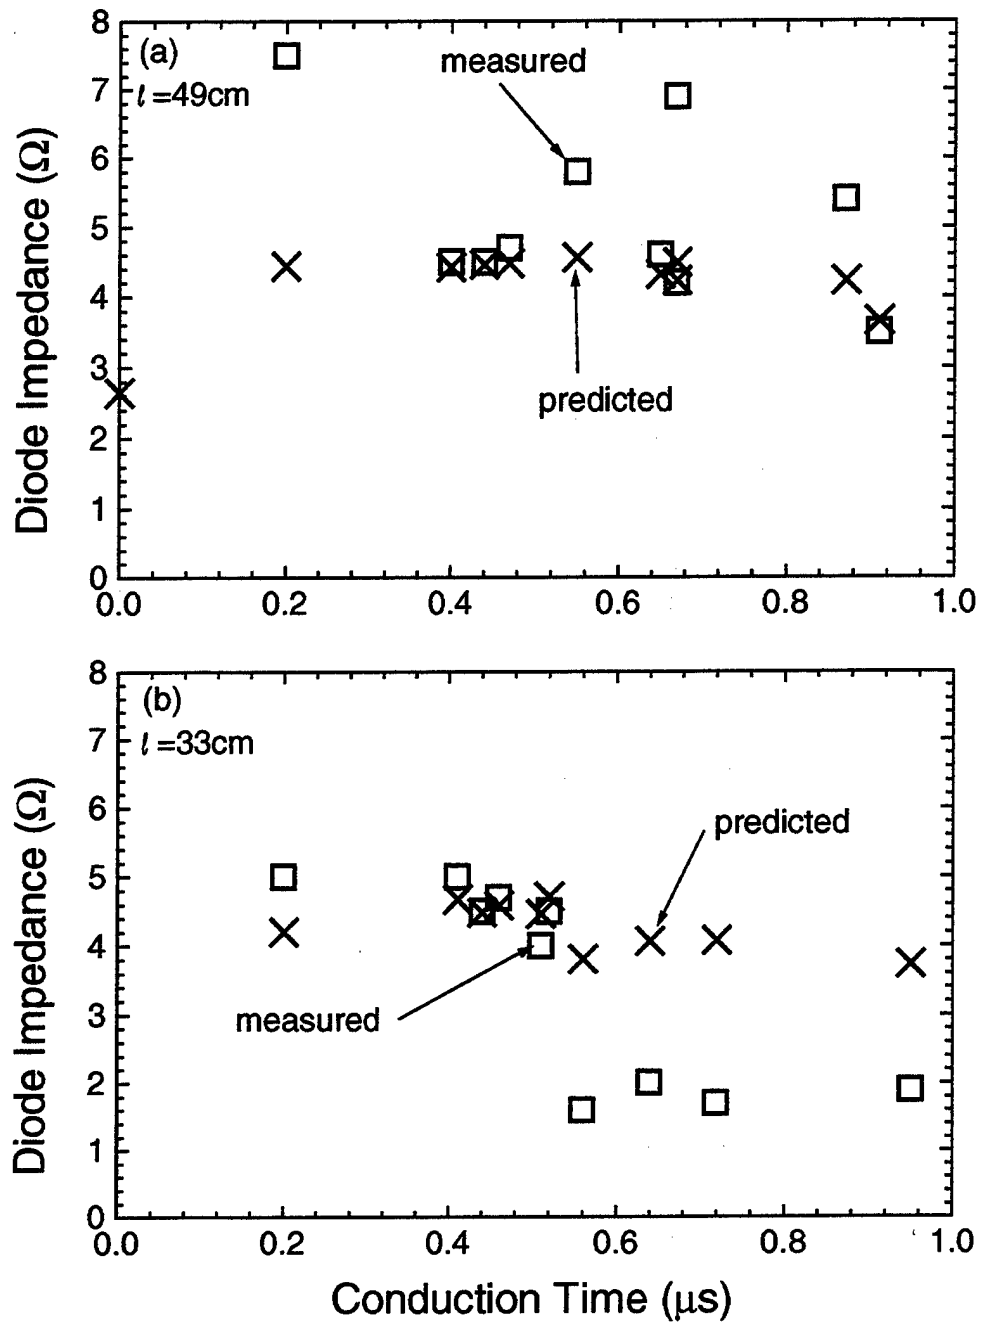 8
(a)
measured
ℓ =49cm
7
6
5
4
3
predicted
2
1
0
0.0 0.2 0.4 0.6 0.8 1.0
Diode Impedance (Ω)
8
(b)
ℓ =33cm
7
6
predicted
5
4
3
measured
2
1
0
0.0 0.2 0.4 0.6 0.8 1.0
Diode Impedance (Ω)
Conduction Time (μs)